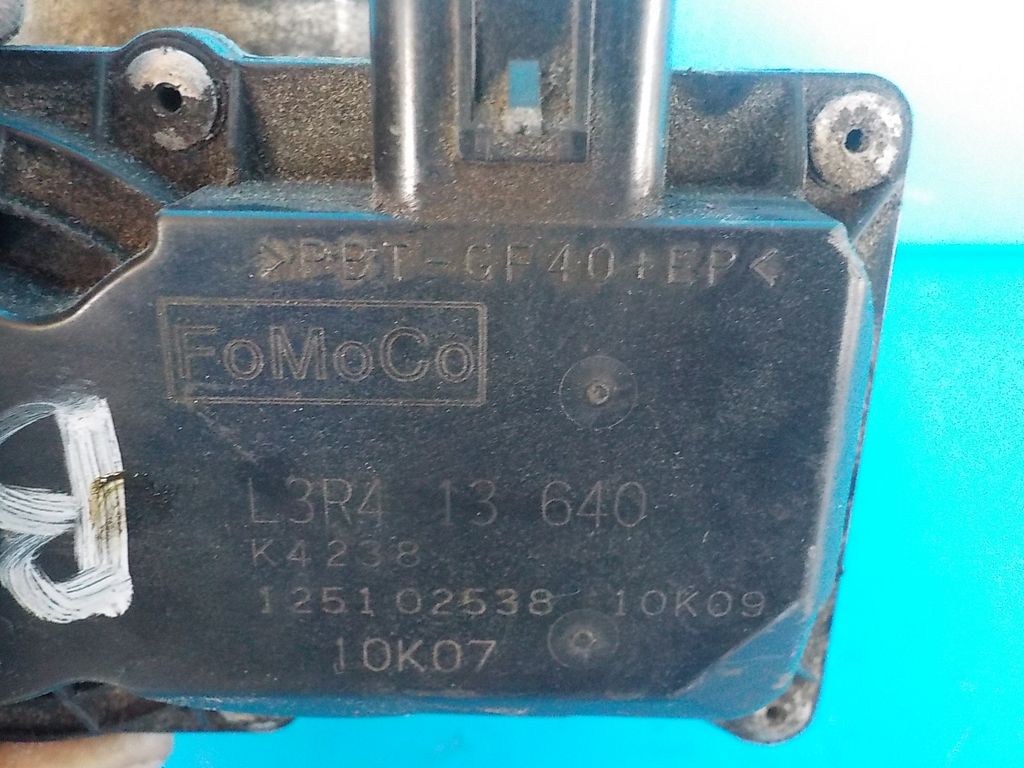 >PBT-GF40+EP<
FoMoCo
L3R4 13 640
K4238
125102538 10K09
10K07